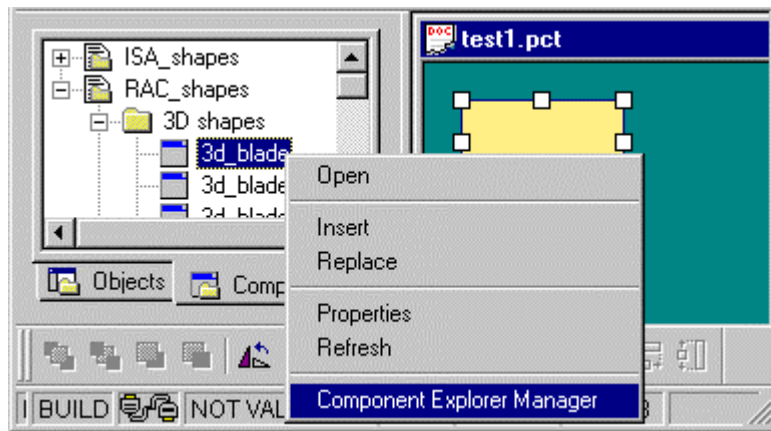 ISA_shapes
RAC_shapes
3D shapes
3d_blade
3d_blade
Objects
DOC
test1.pct
Open
Insert
Replace
Properties
Refresh
Component Explorer Manager
BUILD
NOT VAL